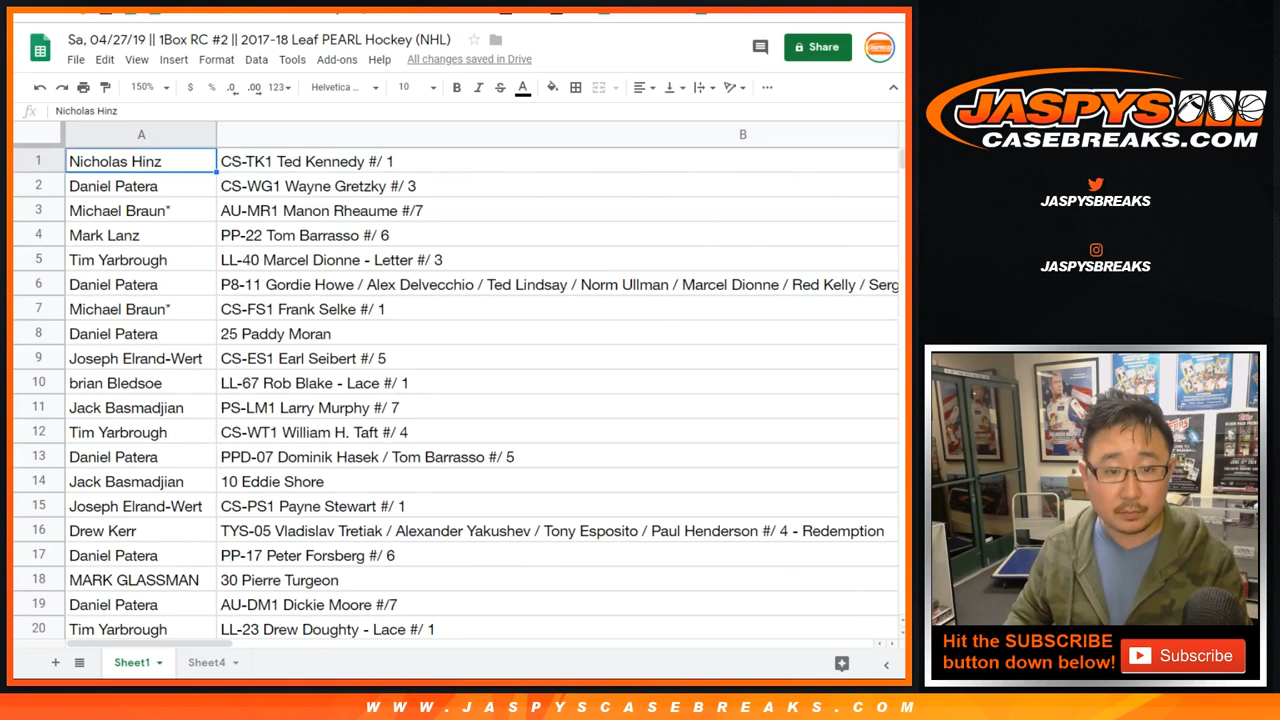 Sa, 04/27/19 || 1Box RC #2 || 2017-18 Leaf PEARL Hockey (NHL)
Share
File Edit View Insert Format Data Tools Add-ons Help All changes saved in Drive
150% $ % .0 .00 123 Helvetica ... 10 B I S A
fx Nicholas Hinz
A B
1 Nicholas Hinz CS-TK1 Ted Kennedy #/ 1
2 Daniel Patera CS-WG1 Wayne Gretzky #/ 3
3 Michael Braun* AU-MR1 Manon Rheaume #/7
4 Mark Lanz PP-22 Tom Barrasso #/ 6
5 Tim Yarbrough LL-40 Marcel Dionne - Letter #/ 3
6 Daniel Patera P8-11 Gordie Howe / Alex Delvecchio / Ted Lindsay / Norm Ullman / Marcel Dionne / Red Kelly / Serg
7 Michael Braun* CS-FS1 Frank Selke #/ 1
8 Daniel Patera 25 Paddy Moran
9 Joseph Elrand-Wert CS-ES1 Earl Seibert #/ 5
10 brian Bledsoe LL-67 Rob Blake - Lace #/ 1
11 Jack Basmadjian PS-LM1 Larry Murphy #/ 7
12 Tim Yarbrough CS-WT1 William H. Taft #/ 4
13 Daniel Patera PPD-07 Dominik Hasek / Tom Barrasso #/ 5
14 Jack Basmadjian 10 Eddie Shore
15 Joseph Elrand-Wert CS-PS1 Payne Stewart #/ 1
16 Drew Kerr TYS-05 Vladislav Tretiak / Alexander Yakushev / Tony Esposito / Paul Henderson #/ 4 - Redemption
17 Daniel Patera PP-17 Peter Forsberg #/ 6
18 MARK GLASSMAN 30 Pierre Turgeon
19 Daniel Patera AU-DM1 Dickie Moore #/7
20 Tim Yarbrough LL-23 Drew Doughty - Lace #/ 1
Sheet1 Sheet4
JASPYS
CASEBREAKS.COM
JASPYSBREAKS
JASPYSBREAKS
Hit the SUBSCRIBE
button down below!
Subscribe
WWW.JASPYSCASEBREAKS.COM